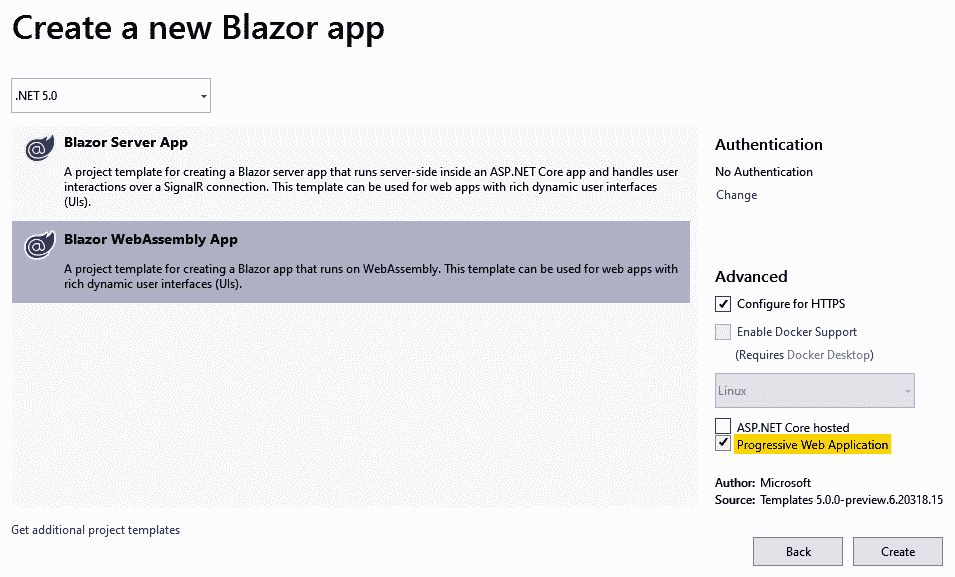 Create a new Blazor app
.NET 5.0
Blazor Server App
A project template for creating a Blazor server app that runs server-side inside an ASP.NET Core app and handles user
interactions over a SignalR connection. This template can be used for web apps with rich dynamic user interfaces
(UIs).
Blazor WebAssembly App
A project template for creating a Blazor app that runs on WebAssembly. This template can be used for web apps with
rich dynamic user interfaces (UIs).
Get additional project templates
Authentication
No Authentication
Change
Advanced
Configure for HTTPS
Enable Docker Support
(Requires Docker Desktop)
Linux
ASP.NET Core hosted
Progressive Web Application
Author: Microsoft
Source: Templates 5.0.0-preview.6.20318.15
Back
Create